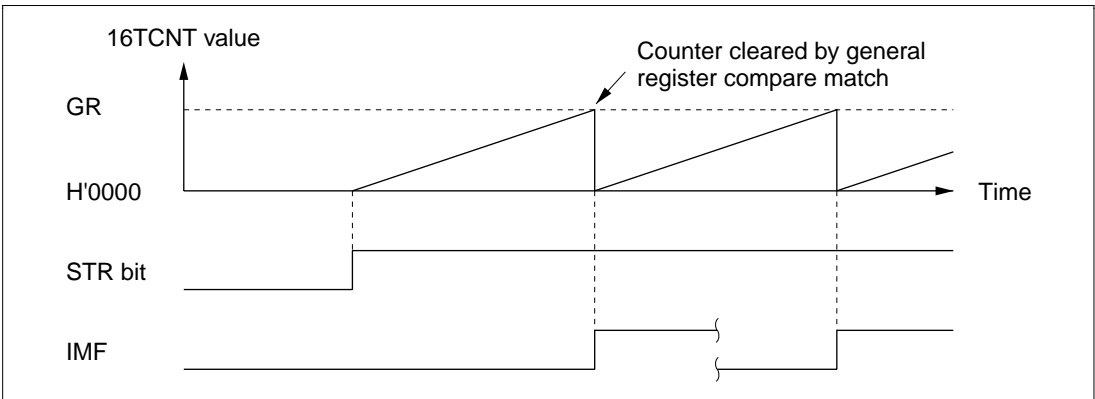 16TCNT value
Counter cleared by general
register compare match
GR
H'0000
Time
STR bit
IMF